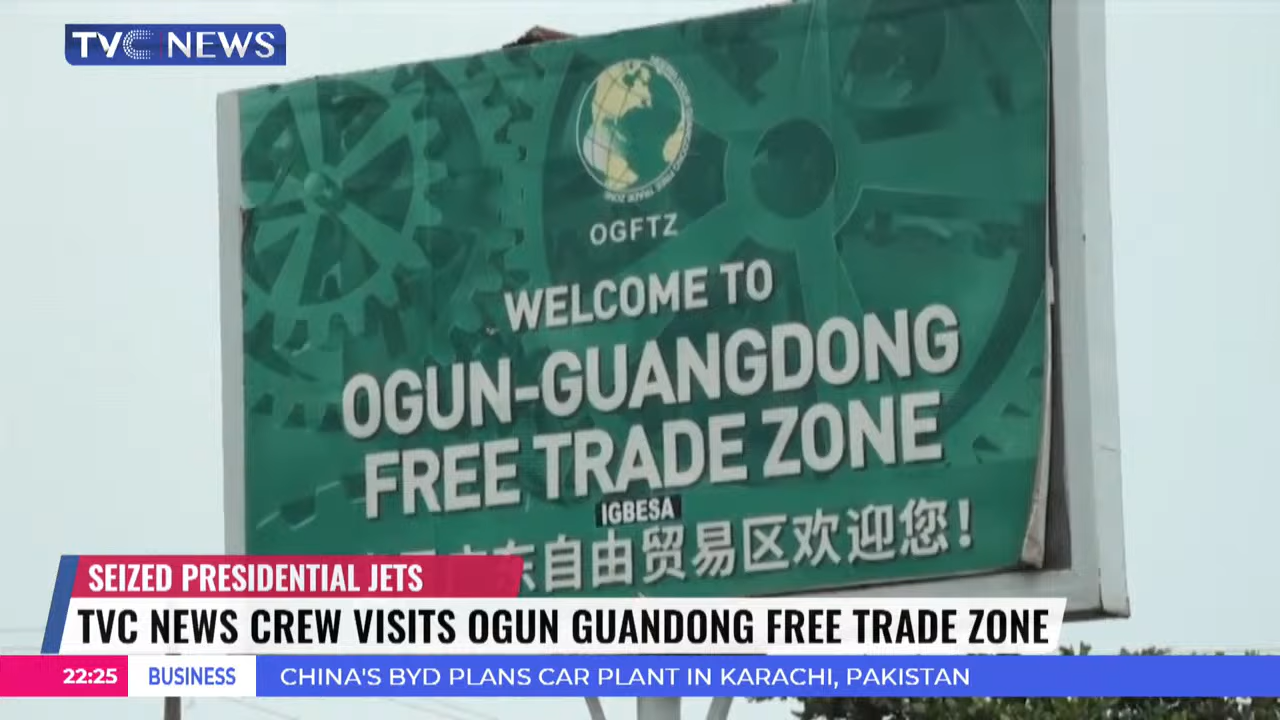 TVC NEWS
OGFTZ
WELCOME TO
OGUN-GUANGDONG
FREE TRADE ZONE
IGBESA
东自由贸易区欢迎您!
SEIZED PRESIDENTIAL JETS
TVC NEWS CREW VISITS OGUN GUANDONG FREE TRADE ZONE
22:25 BUSINESS CHINA'S BYD PLANS CAR PLANT IN KARACHI, PAKISTAN